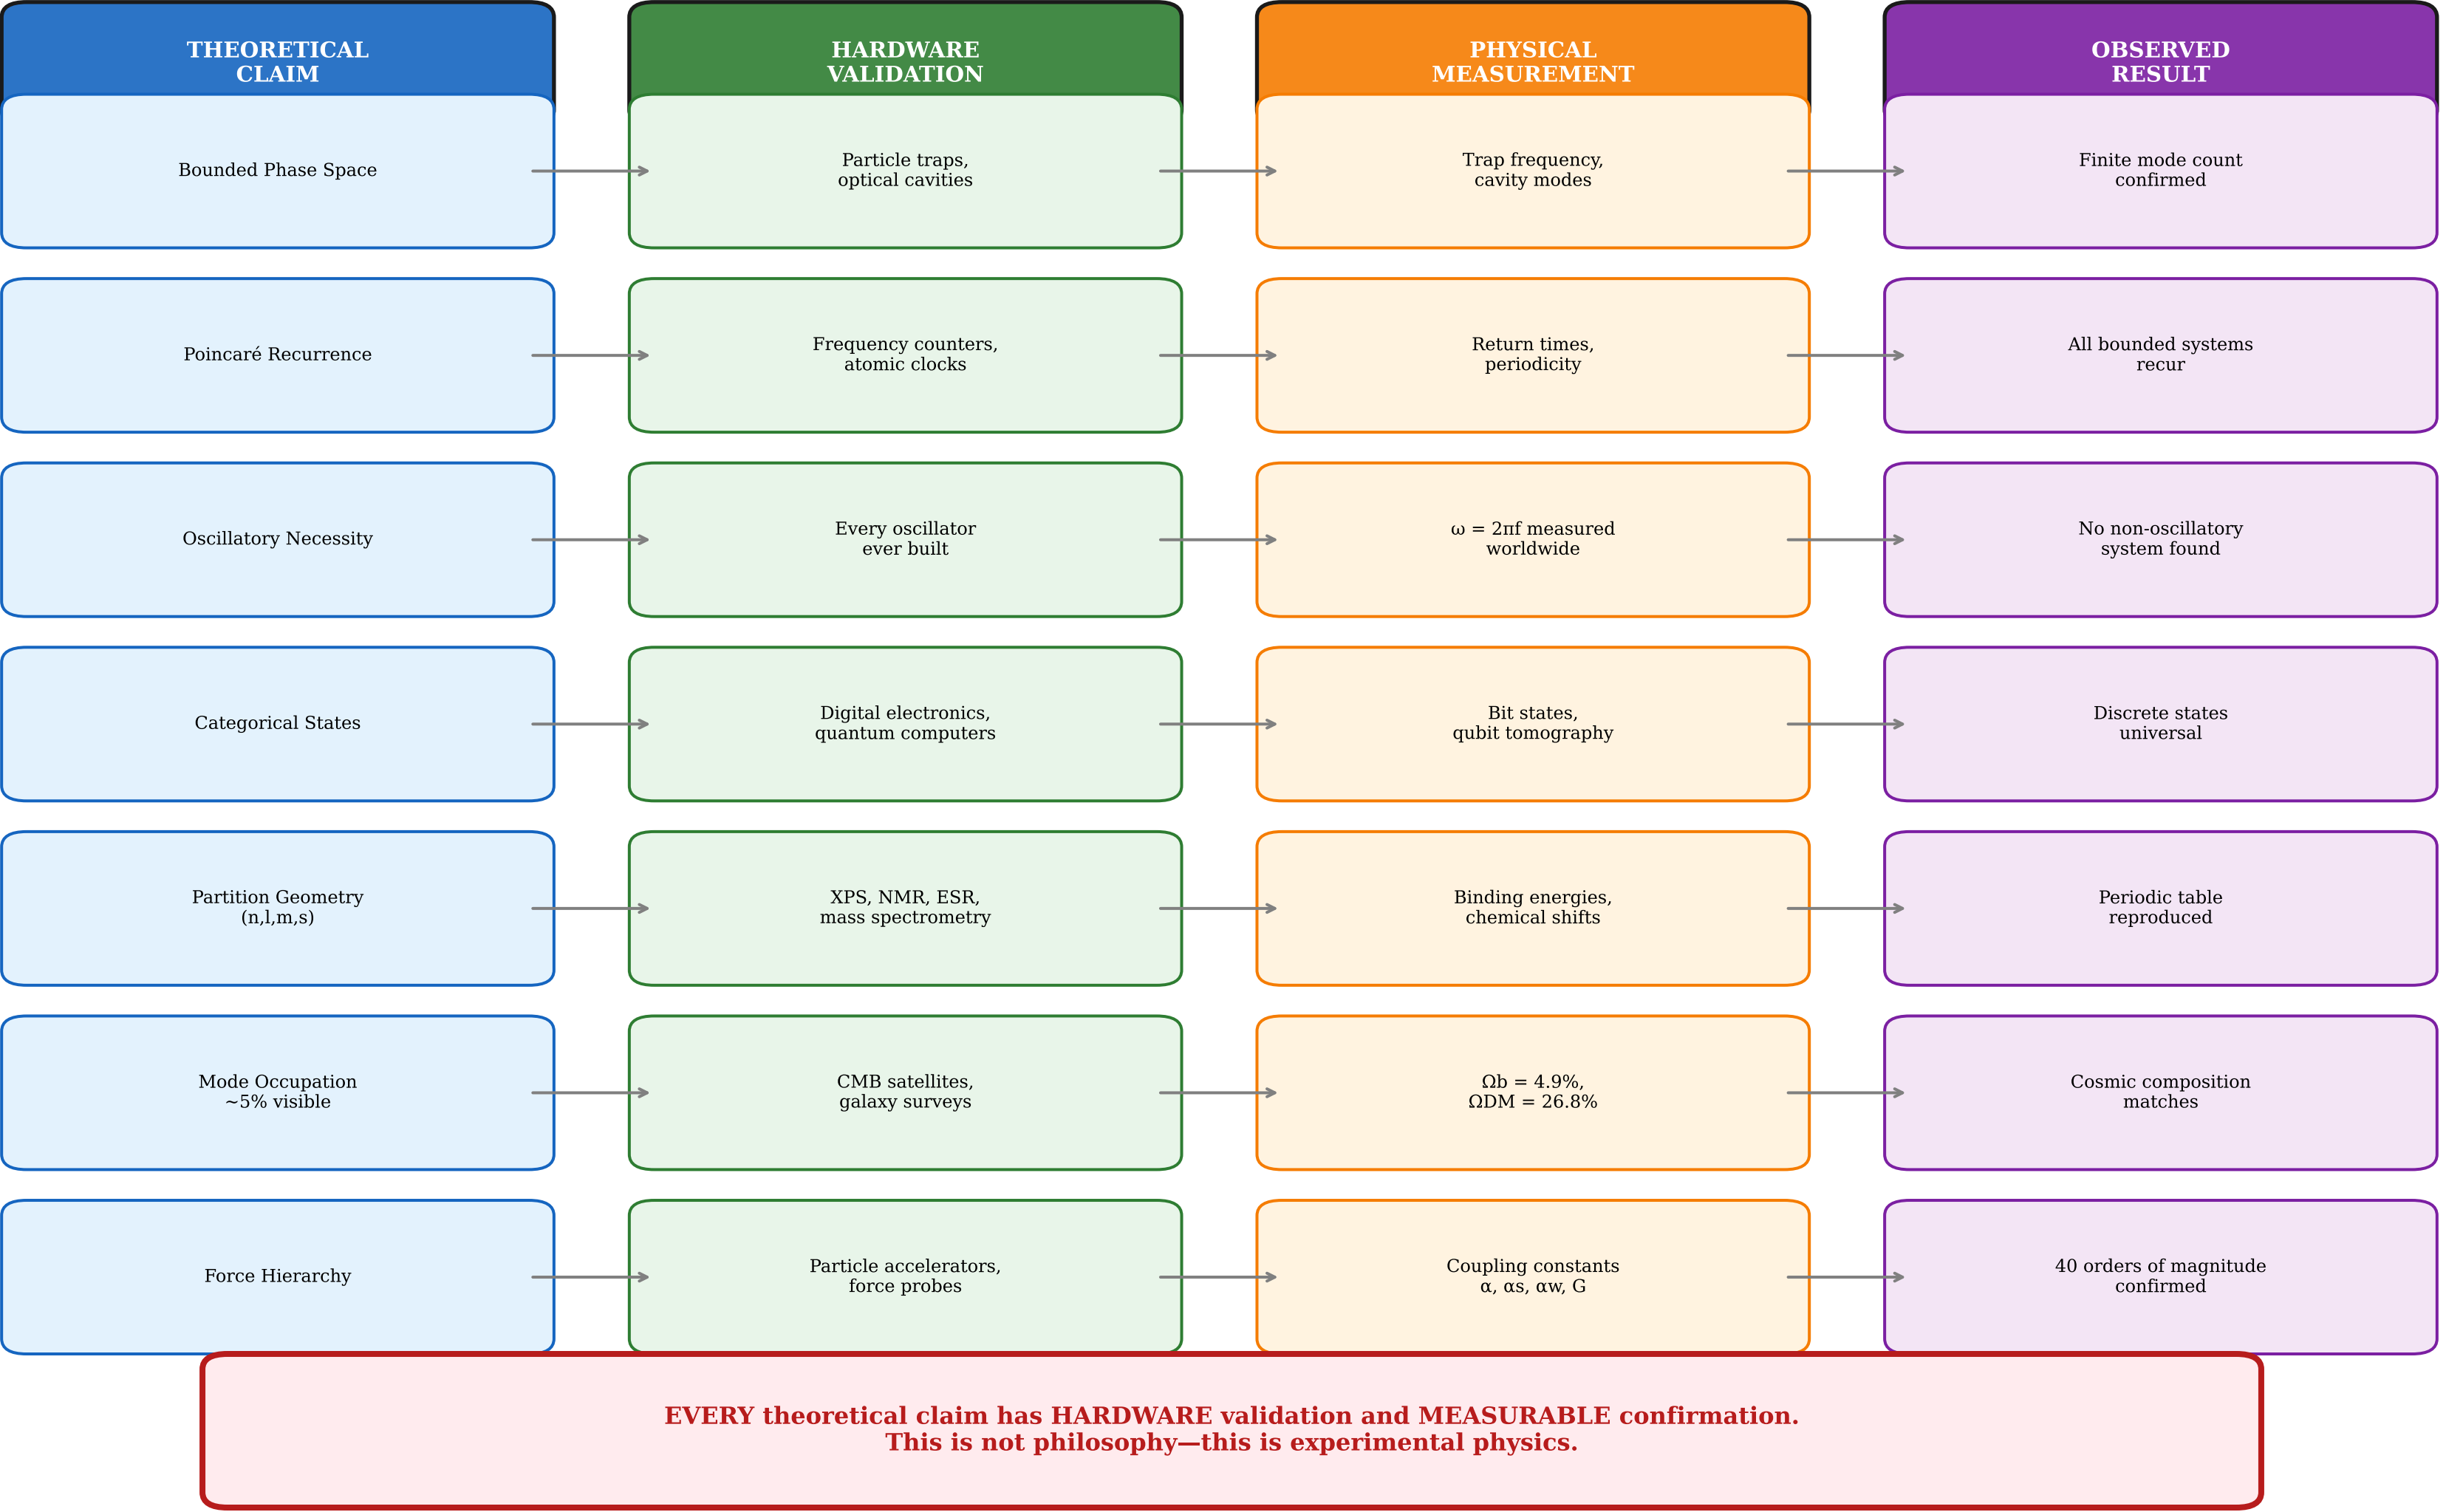 THEORETICAL
CLAIM
HARDWARE
VALIDATION
PHYSICAL
MEASUREMENT
OBSERVED
RESULT
Bounded Phase Space
Particle traps,
optical cavities
Trap frequency,
cavity modes
Finite mode count
confirmed
Poincaré Recurrence
Frequency counters,
atomic clocks
Return times,
periodicity
All bounded systems
recur
Oscillatory Necessity
Every oscillator
ever built
ω = 2πf measured
worldwide
No non-oscillatory
system found
Categorical States
Digital electronics,
quantum computers
Bit states,
qubit tomography
Discrete states
universal
Partition Geometry
(n,l,m,s)
XPS, NMR, ESR,
mass spectrometry
Binding energies,
chemical shifts
Periodic table
reproduced
Mode Occupation
~5% visible
CMB satellites,
galaxy surveys
Ωb = 4.9%,
ΩDM = 26.8%
Cosmic composition
matches
Force Hierarchy
Particle accelerators,
force probes
Coupling constants
α, αs, αw, G
40 orders of magnitude
confirmed
EVERY theoretical claim has HARDWARE validation and MEASURABLE confirmation.
This is not philosophy—this is experimental physics.